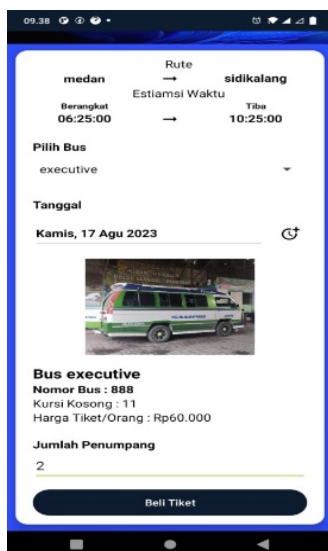 09.38
Rute
medan → sidikalang
Estiamsi Waktu
Berangkat Tiba
06:25:00 → 10:25:00
Pilih Bus
executive
Tanggal
Kamis, 17 Agu 2023
Bus executive
Nomor Bus : 888
Kursi Kosong : 11
Harga Tiket/Orang : Rp60.000
Jumlah Penumpang
2
Beli Tiket